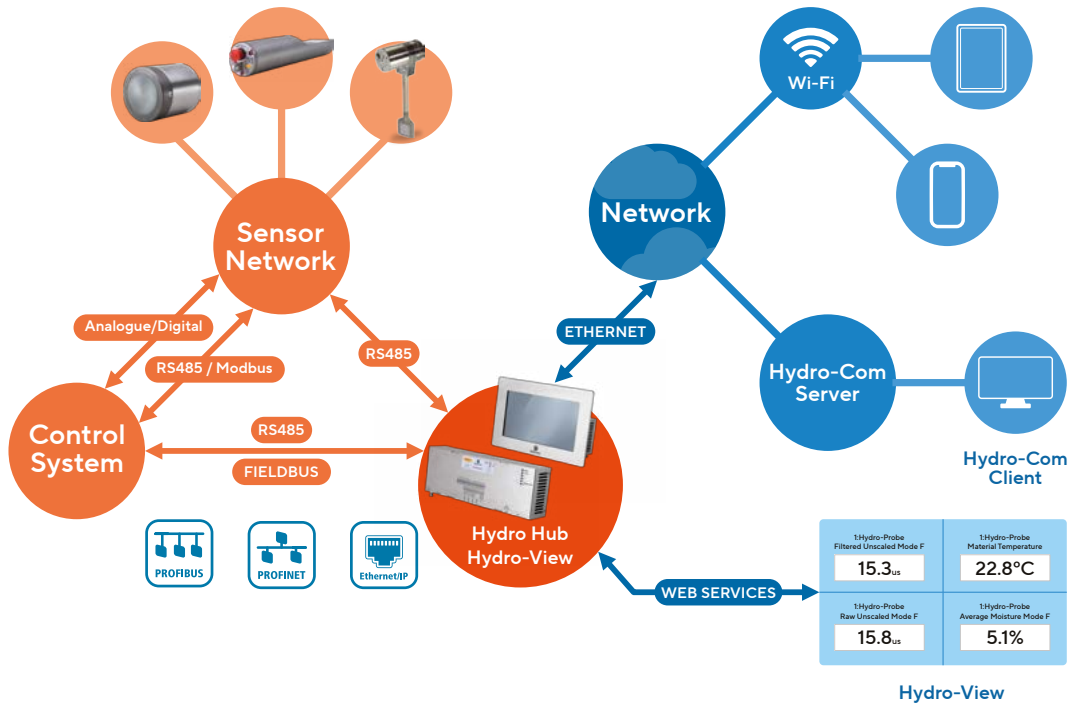 Wi-Fi
Sensor
Network
Network
Analogue/Digital
RS485 / Modbus
RS485
ETHERNET
Hydro-Com
Server
Control
System
RS485
FIELDBUS
Hydro-Com
Client
PROFIBUS
PROFINET
Ethernet/IP
Hydro Hub
Hydro-View
WEB SERVICES
1:Hydro-Probe
Filtered Unscaled Mode F
15.3us
1:Hydro-Probe
Material Temperature
22.8°C
1:Hydro-Probe
Raw Unscaled Mode F
15.8us
1:Hydro-Probe
Average Moisture Mode F
5.1%
Hydro-View